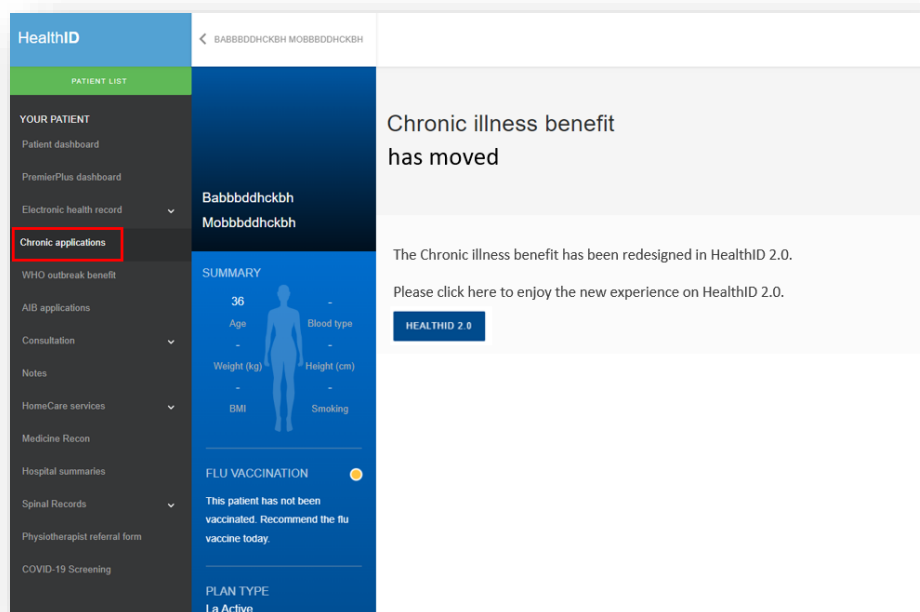 HealthID
PATIENT LIST
YOUR PATIENT
Patient dashboard
PremierPlus dashboard
Electronic health record
Chronic applications
WHO outbreak benefit
AIB applications
Consultation
Notes
HomeCare services
Medicine Recon
Hospital summaries
Spinal Records
Physiotherapist referral form
COVID-19 Screening
BABBBDDHCKBH MOBBBDDHCKBH
Babbbddhckbh
Mobbbddhckbh
SUMMARY
36 -
Age Blood type
- -
Weight (kg) Height (cm)
- -
BMI Smoking
FLU VACCINATION
This patient has not been
vaccinated. Recommend the flu
vaccine today.
PLAN TYPE
La Active
Chronic illness benefit
has moved
The Chronic illness benefit has been redesigned in HealthID 2.0.
Please click here to enjoy the new experience on HealthID 2.0.
HEALTHID 2.0